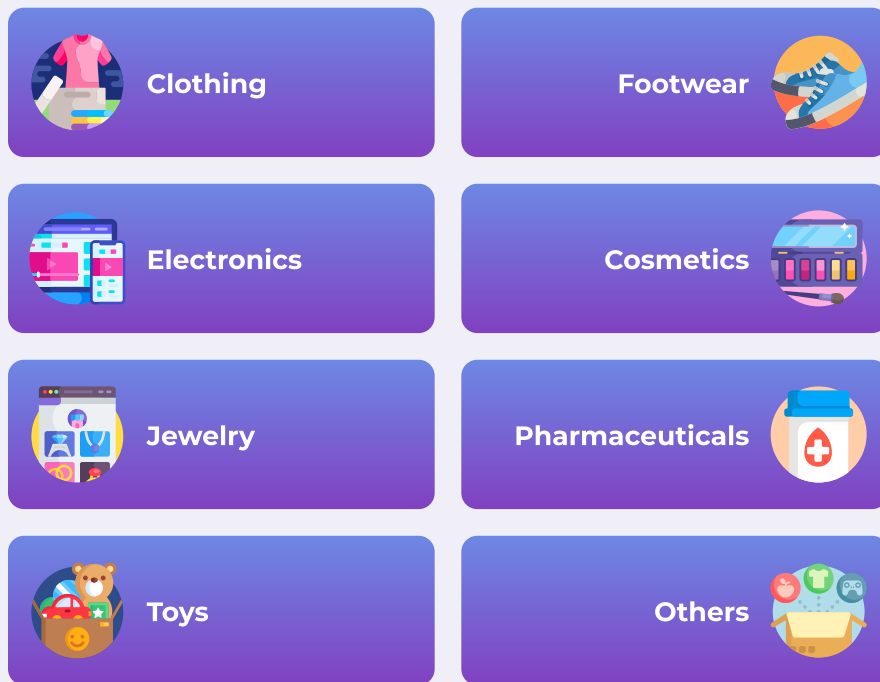 Clothing
Footwear
Electronics
Cosmetics
Jewelry
Pharmaceuticals
Toys
Others